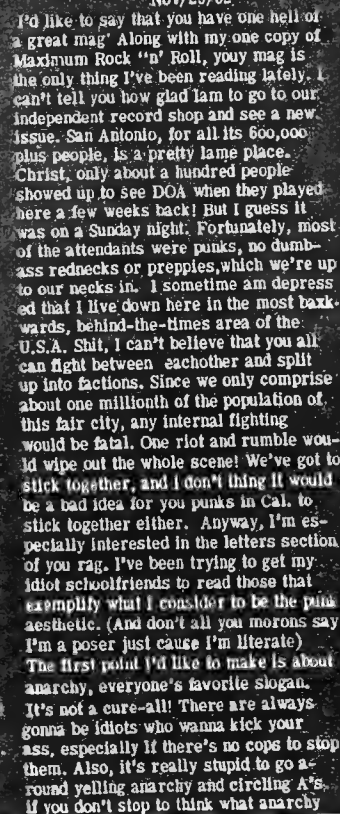 Nov/25/82
I'd like to say that you have one hell of
a great mag' Along with my one copy of
Maximum Rock "n' Roll, youy mag is
the only thing I've been reading lately. I
can't tell you how glad Iam to go to our
independent record shop and see a new
issue. San Antonio, for all its 600,000
plus people, is a pretty lame place.
Christ, only about a hundred people
showed up to see DOA when they played
here a few weeks back! But I guess it
was on a Sunday night. Fortunately, most
of the attendants were punks, no dumb-
ass rednecks or preppies,which we're up
to our necks in. I sometime am depress
ed that I live down here in the most baxk-
wards, behind-the-times area of the
U.S.A. Shit, I can't believe that you all
can fight between eachother and split
up into factions. Since we only comprise
about one millionth of the population of
this fair city, any internal fighting
would be fatal. One riot and rumble wou-
ld wipe out the whole scene! We've got to
stick together, and i don't thing it would
be a bad idea for you punks in Cal. to
stick together either. Anyway, I'm es-
pecially interested in the letters section
of you rag. I've been trying to get my
idiot schoolfriends to read those that
exemplify what I consider to be the punk
aesthetic. (And don't all you morons say
I'm a poser just cause I'm literate)
The first point I'd like to make is about
anarchy, everyone's favorite slogan.
It's not a cure-all! There are always
gonna be idiots who wanna kick your
ass, especially if there's no cops to stop
them. Also, it's really stupid to go a-
round yelling anarchy and circling A's
if you don't stop to think what anarchy